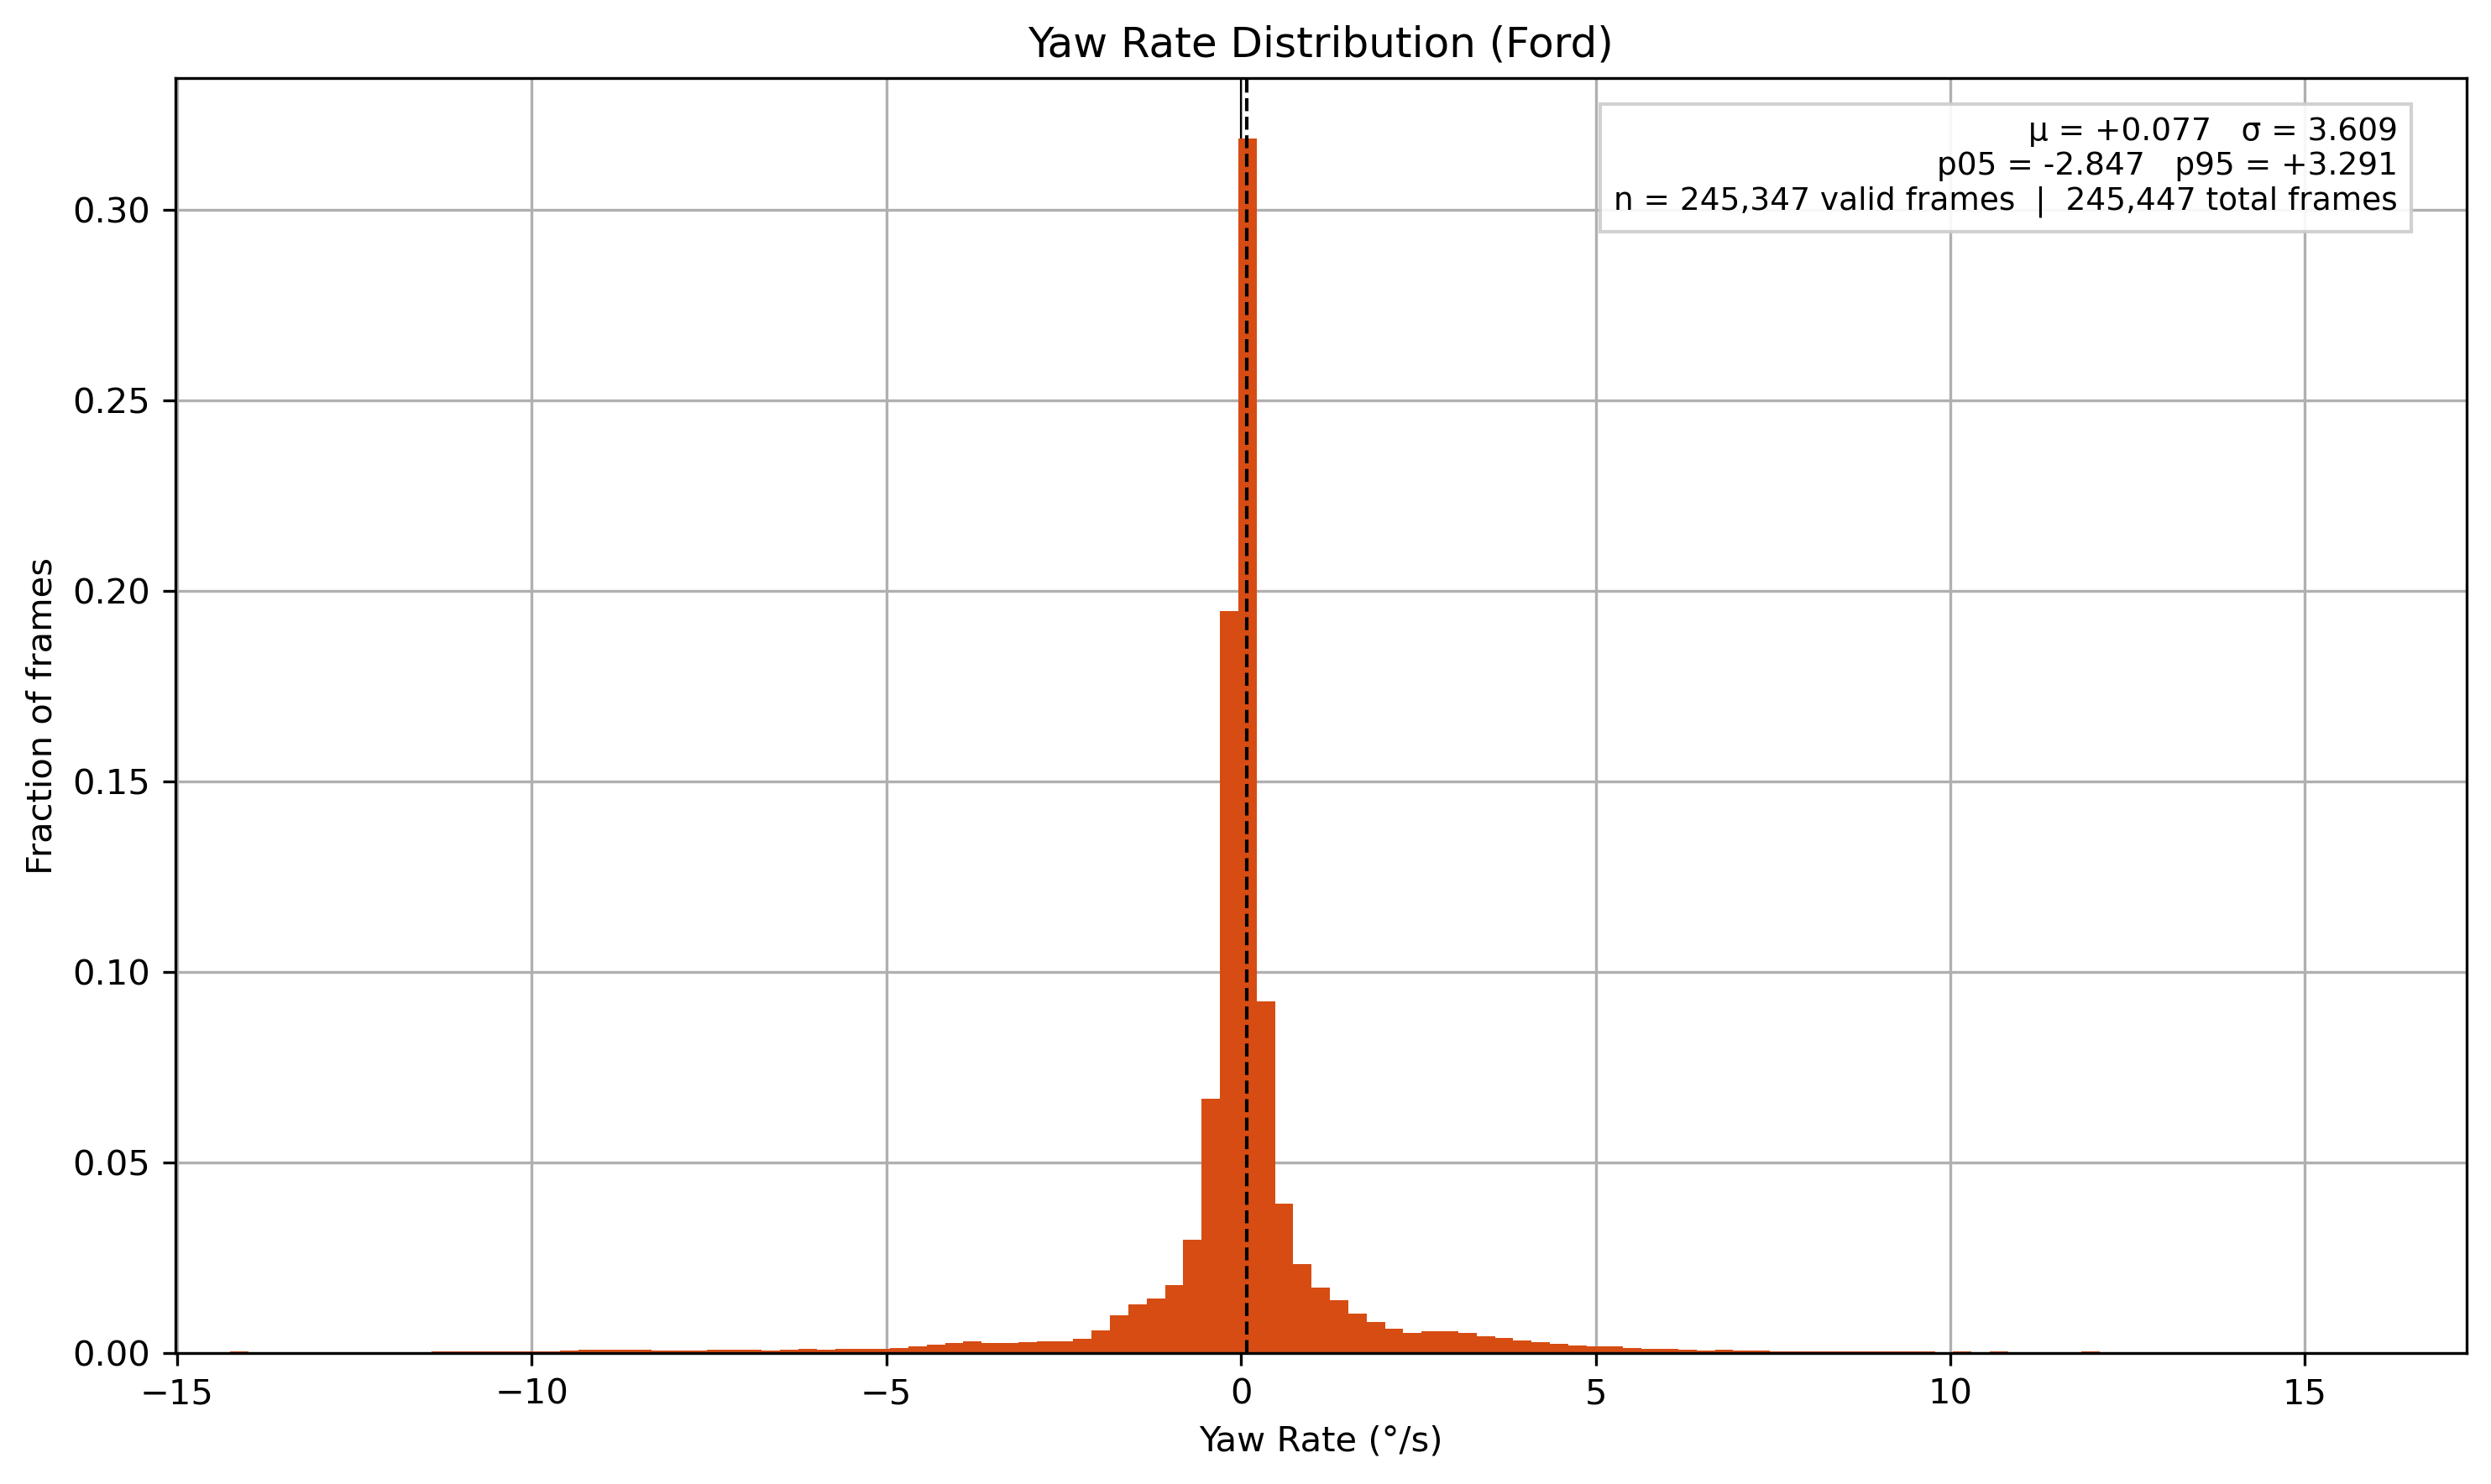 Yaw Rate Distribution (Ford)
μ = +0.077   σ = 3.609
p05 = -2.847   p95 = +3.291
n = 245,347 valid frames  |  245,447 total frames
Fraction of frames
0.30
0.25
0.20
0.15
0.10
0.05
0.00
−15 −10 −5 0 5 10 15
Yaw Rate (°/s)